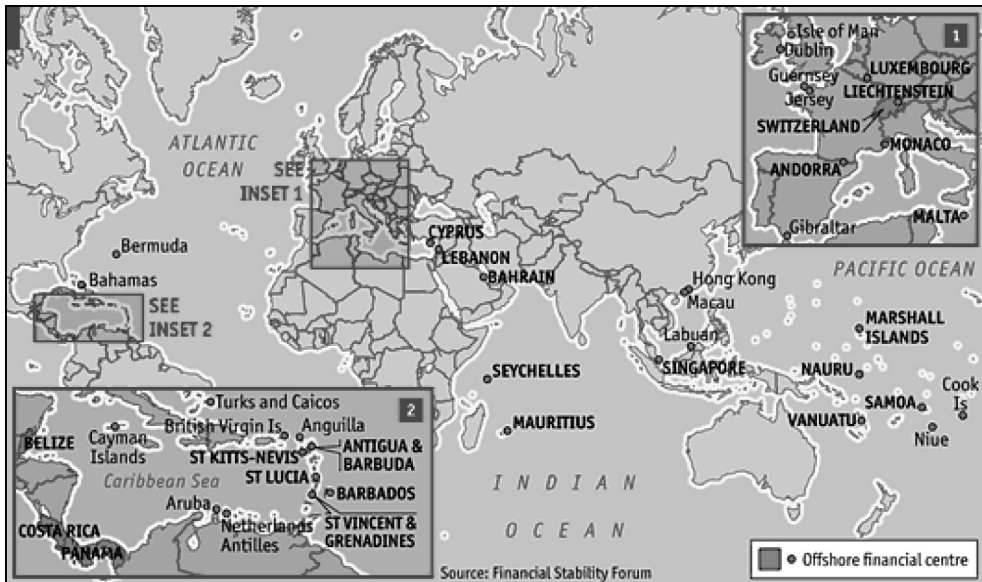 ATLANTIC
OCEAN
SEE
INSET 1
Bermuda
Bahamas
SEE
INSET 2
CYPRUS
LEBANON
BAHRAIN
SEYCHELLES
MAURITIUS
INDIAN
OCEAN
Hong Kong
Macau
Labuan
SINGAPORE
PACIFIC OCEAN
MARSHALL
ISLANDS
NAURU
SAMOA
Cook
Is
VANUATU
Niue
1
Isle of Man
Dublin
Guernsey
Jersey
LUXEMBOURG
LIECHTENSTEIN
SWITZERLAND
MONACO
ANDORRA
MALTA
Gibraltar
2
Turks and Caicos
British Virgin Is
Anguilla
BELIZE
Cayman
Islands
ST KITTS-NEVIS
ANTIGUA &
BARBUDA
ST LUCIA
Caribbean Sea
BARBADOS
Aruba
Netherlands
Antilles
ST VINCENT &
GRENADINES
COSTA RICA
PANAMA
Source: Financial Stability Forum
Offshore financial centre